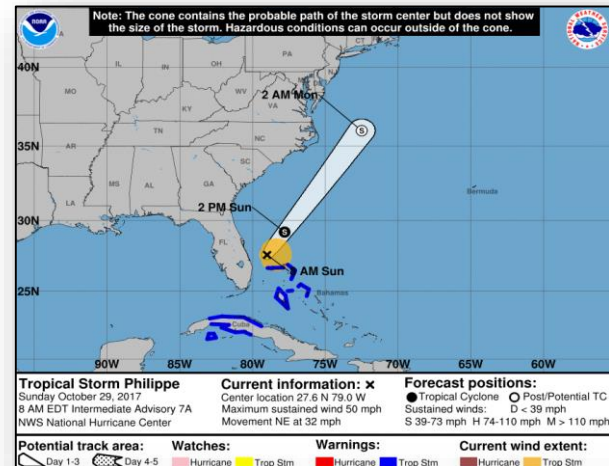 Note: The cone contains the probable path of the storm center but does not show
the size of the storm. Hazardous conditions can occur outside of the cone.
NOAA
40N
35N
30N
25N
IA
IL
IN
OH
PA
NJ
CT
MO
WV
VA
KY
TN
NC
AR
SC
MS
AL
GA
LA
FL
2 AM Mon
S
Bermuda
2 PM Sun
S
AM Sun
Bahamas
Cuba
90W
85W
80W
75W
70W
65W
60W
Tropical Storm Philippe
Sunday October 29, 2017
8 AM EDT Intermediate Advisory 7A
NWS National Hurricane Center
Current information: x
Center location 27.6 N 79.0 W
Maximum sustained wind 50 mph
Movement NE at 32 mph
Forecast positions:
Tropical Cyclone Post/Potential TC
Sustained winds: D < 39 mph
S 39-73 mph H 74-110 mph M > 110 mph
Potential track area:
Day 1-3 Day 4-5
Watches:
Hurricane Trop Stm
Warnings:
Hurricane Trop Stm
Current wind extent:
Hurricane Trop Stm